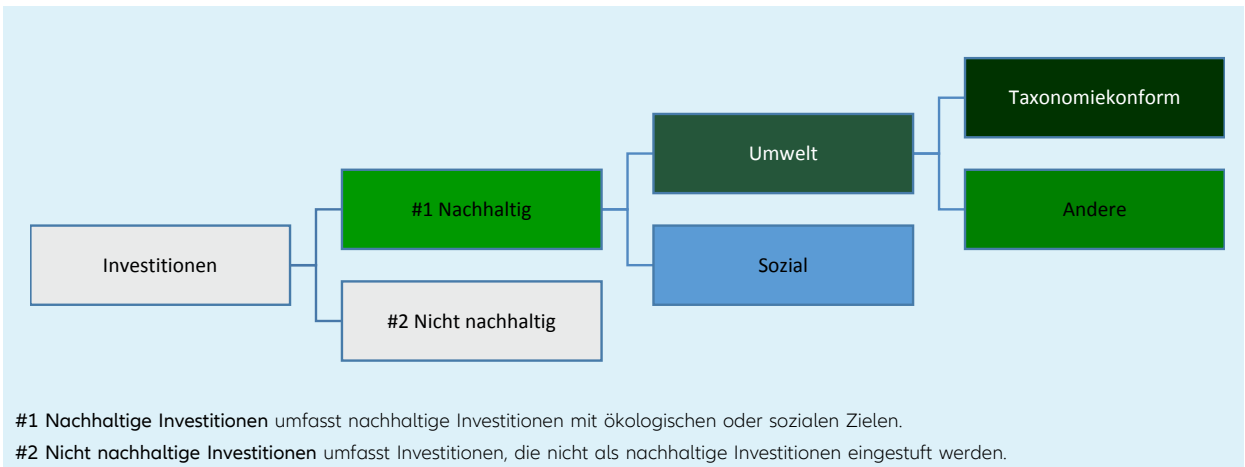 Taxonomiekonform
Umwelt
#1 Nachhaltig
Andere
Investitionen
Sozial
#2 Nicht nachhaltig
#1 Nachhaltige Investitionen umfasst nachhaltige Investitionen mit ökologischen oder sozialen Zielen.
#2 Nicht nachhaltige Investitionen umfasst Investitionen, die nicht als nachhaltige Investitionen eingestuft werden.